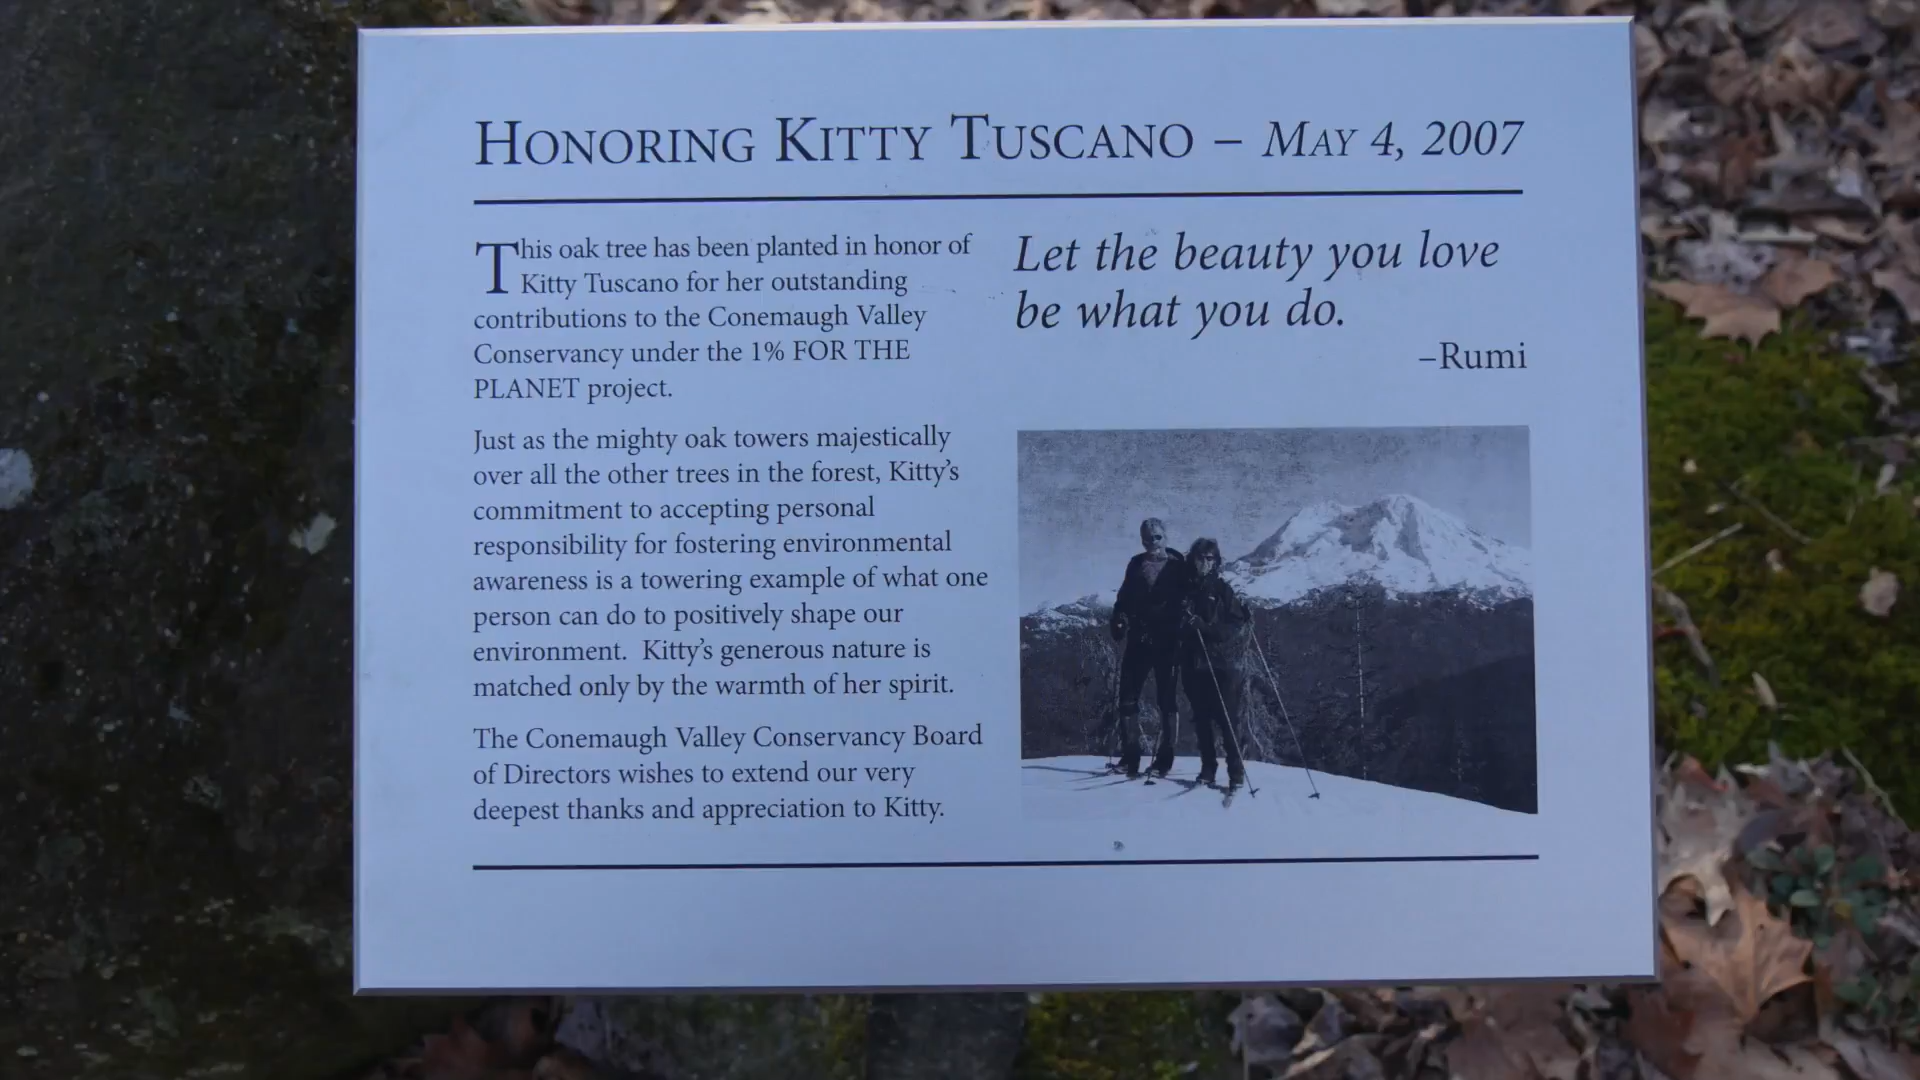 HONORING KITTY TUSCANO – MAY 4, 2007
This oak tree has been planted in honor of
Kitty Tuscano for her outstanding
contributions to the Conemaugh Valley
Conservancy under the 1% FOR THE
PLANET project.
Just as the mighty oak towers majestically
over all the other trees in the forest, Kitty’s
commitment to accepting personal
responsibility for fostering environmental
awareness is a towering example of what one
person can do to positively shape our
environment.  Kitty’s generous nature is
matched only by the warmth of her spirit.
The Conemaugh Valley Conservancy Board
of Directors wishes to extend our very
deepest thanks and appreciation to Kitty.
Let the beauty you love
be what you do.
–Rumi